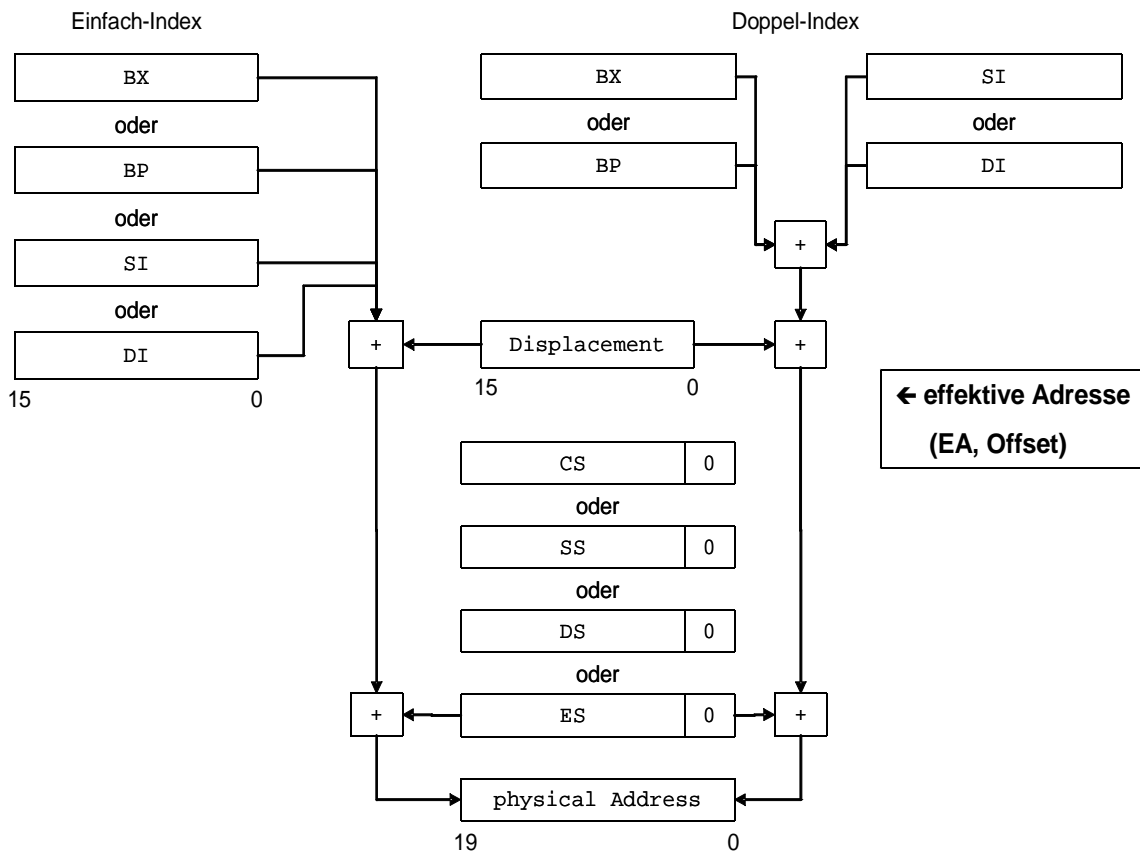 Einfach-Index
Doppel-Index
BX
oder
BP
oder
SI
oder
DI
15 0
BX
oder
BP
SI
oder
DI
+
+
Displacement
+
15 0
← effektive Adresse
(EA, Offset)
CS 0
oder
SS 0
oder
DS 0
oder
+
ES 0
+
physical Address
19 0